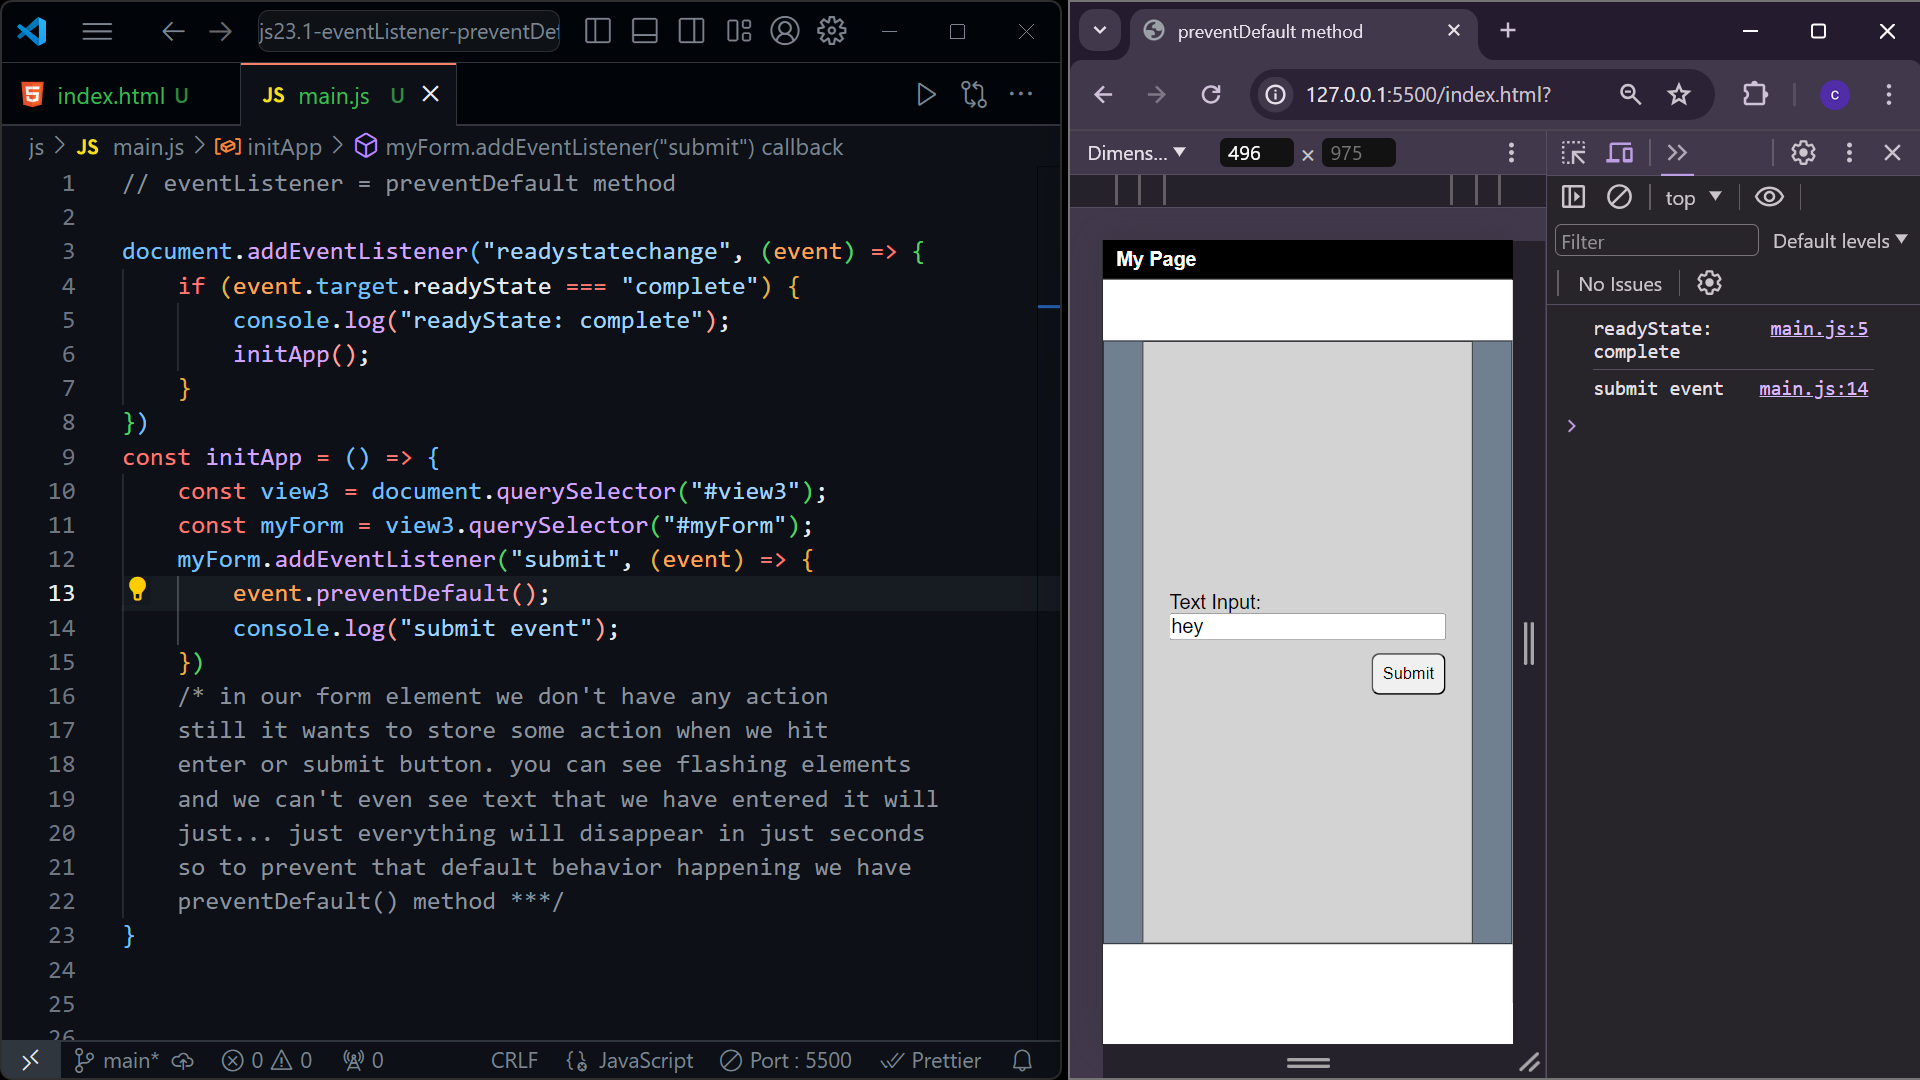 js23.1-eventListener-preventDe
index.html U
JS main.js U
js > JS main.js > initApp > myForm.addEventListener("submit") callback
1 // eventListener = preventDefault method
2
3 document.addEventListener("readystatechange", (event) => {
4 if (event.target.readyState === "complete") {
5 console.log("readyState: complete");
6 initApp();
7 }
8 })
9 const initApp = () => {
10 const view3 = document.querySelector("#view3");
11 const myForm = view3.querySelector("#myForm");
12 myForm.addEventListener("submit", (event) => {
13 event.preventDefault();
14 console.log("submit event");
15 })
16 /* in our form element we don't have any action
17 still it wants to store some action when we hit
18 enter or submit button. you can see flashing elements
19 and we can't even see text that we have entered it will
20 just... just everything will disappear in just seconds
21 so to prevent that default behavior happening we have
22 preventDefault() method ***/
23 }
24
25
26
main* 0 0 0 CRLF JavaScript Port : 5500 Prettier
preventDefault method
127.0.0.1:5500/index.html?
c
Dimens... 496 × 975
top
Filter
Default levels
No Issues
My Page
Text Input:
hey
Submit
readyState: main.js:5
complete
submit event main.js:14